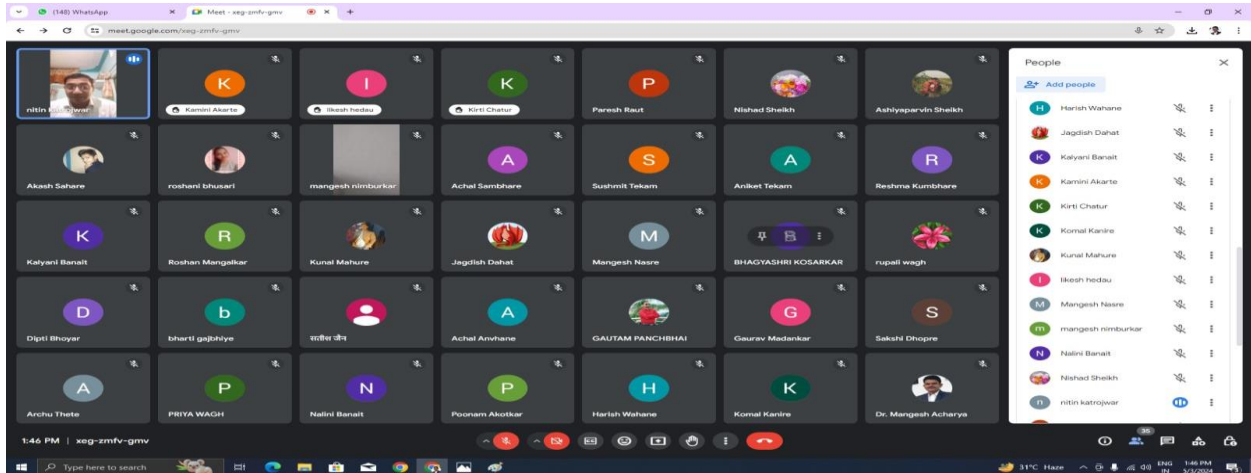 (148) WhatsApp
Meet - xeg-zmfv-gmv
meet.google.com/xeg-zmfv-gmv
nitin katrojwar
K
Kamini Akarte
l
likesh hedau
K
Kirti Chatur
P
Paresh Raut
Nishad Sheikh
Ashiyaparvin Sheikh
Akash Sahare
roshani bhusari
mangesh nimburkar
A
Achal Sambhare
S
Sushmit Tekam
A
Aniket Tekam
R
Reshma Kumbhare
K
Kalyani Banait
R
Roshan Mangalkar
Kunal Mahure
Jagdish Dahat
M
Mangesh Nasre
B
BHAGYASHRI KOSARKAR
rupali wagh
D
Dipti Bhoyar
b
bharti gajbhiye
सतीश जैन
A
Achal Anvhane
GAUTAM PANCHBHAI
G
Gaurav Madankar
S
Sakshi Dhopre
A
Archu Thete
P
PRIYA WAGH
N
Nalini Banait
P
Poonam Akotkar
H
Harish Wahane
K
Komal Kanire
Dr. Mangesh Acharya
People
Add people
H Harish Wahane
Jagdish Dahat
K Kalyani Banait
K Kamini Akarte
K Kirti Chatur
K Komal Kanire
Kunal Mahure
l likesh hedau
M Mangesh Nasre
m mangesh nimburkar
N Nalini Banait
Nishad Sheikh
n nitin katrojwar
1:46 PM | xeg-zmfv-gmv
35
Type here to search
31°C Haze
ENG
IN
1:46 PM
5/3/2024